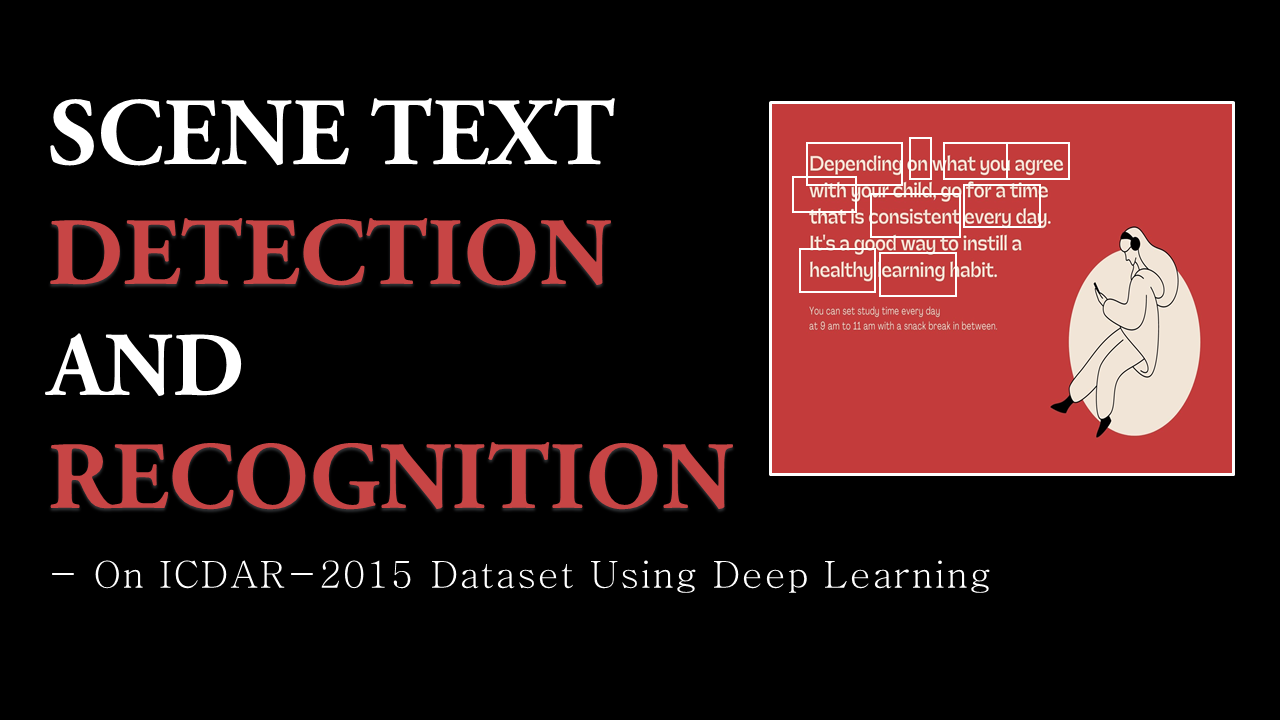 SCENE TEXT
DETECTION
AND
RECOGNITION
– On ICDAR–2015 Dataset Using Deep Learning
Depending on what you agree
with your child, go for a time
that is consistent every day.
It's a good way to instill a
healthy learning habit.
You can set study time every day
at 9 am to 11 am with a snack break in between.